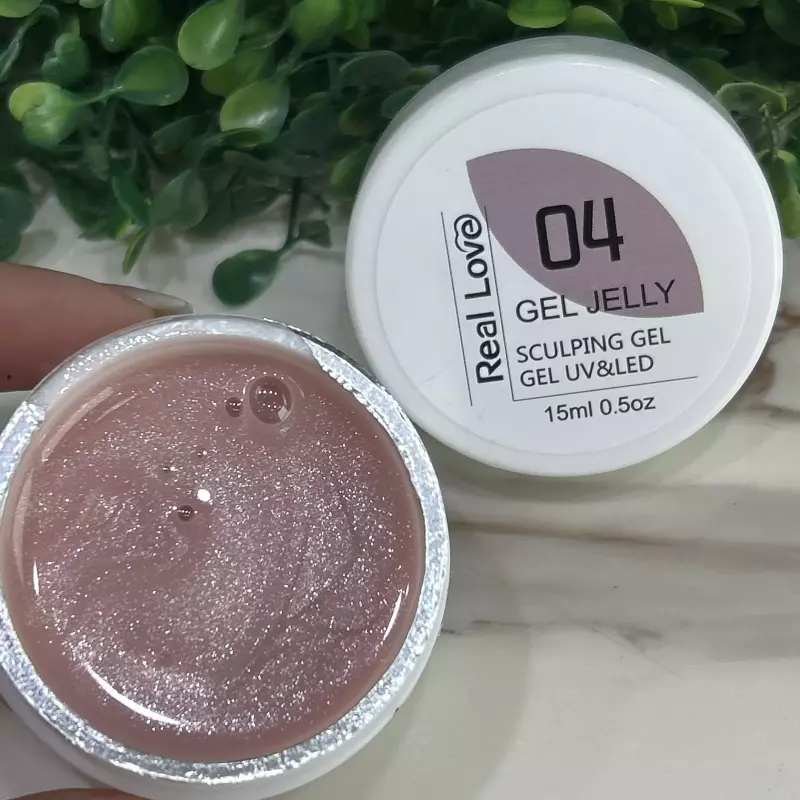 Real Love
04
GEL JELLY
SCULPING GEL
GEL UV&LED
15ml 0.5oz